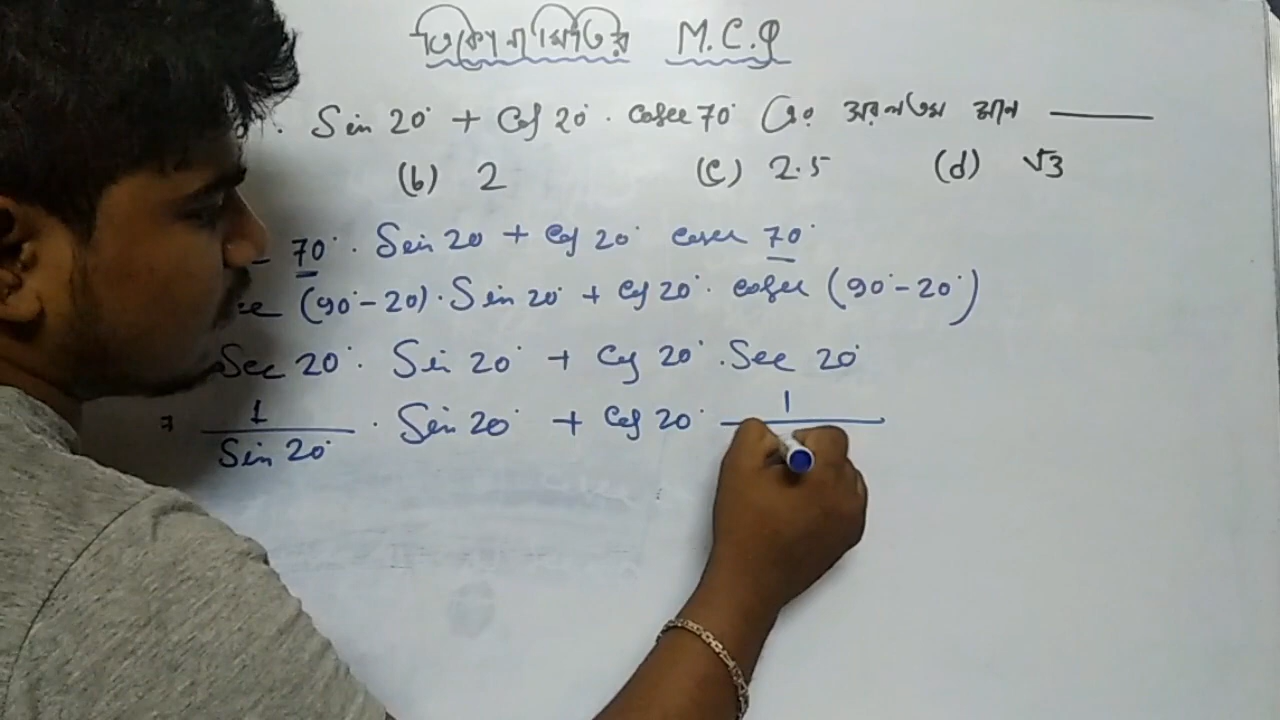 ত্রিকোণমিতির M.C.Q
Sin 20° + Cos 20° . Cosec 70° এর সরলতম মান ———
(b) 2 (c) 2.5 (d) √3
70° . Sin 20 + Cos 20° cosec 70°
(90° - 20) . Sin 20° + Cos 20° . cosec (90° - 20°)
Sec 20° . Sin 20° + Cos 20° . Sec 20°
1/Sin 20° . Sin 20° + Cos 20° . 1/